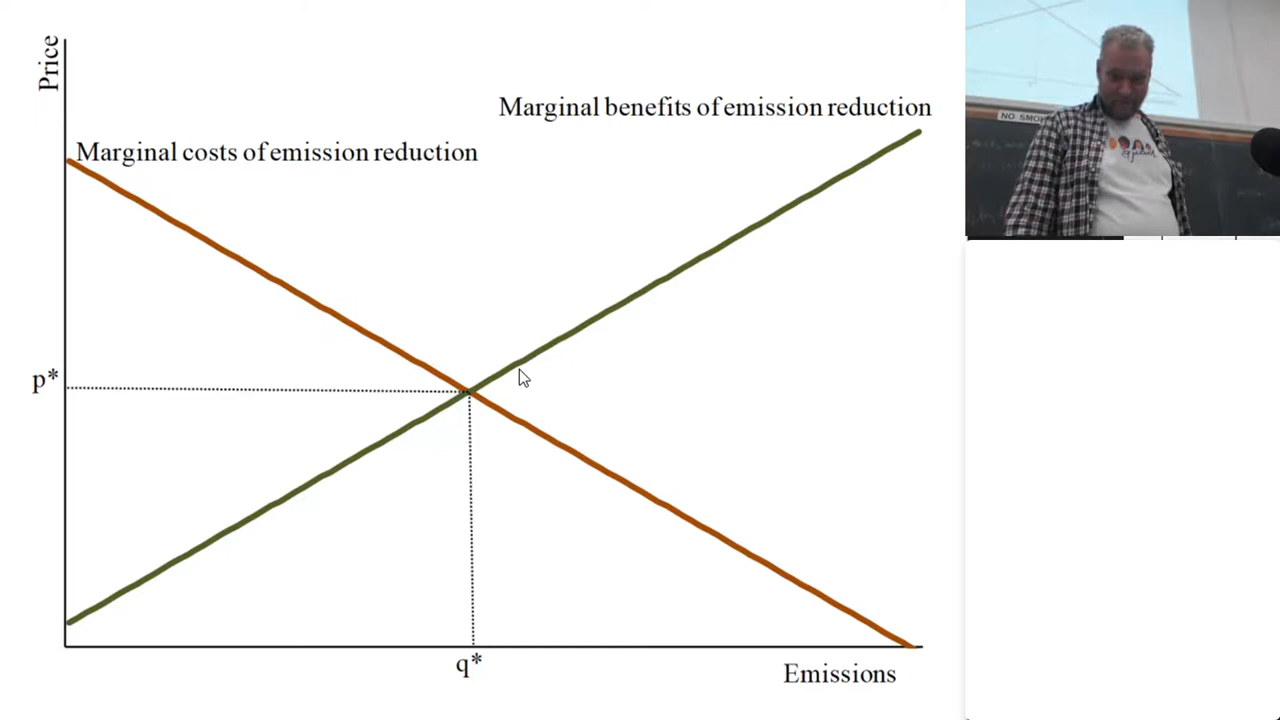 Price
Marginal benefits of emission reduction
Marginal costs of emission reduction
p*
q*
Emissions
NO SMO